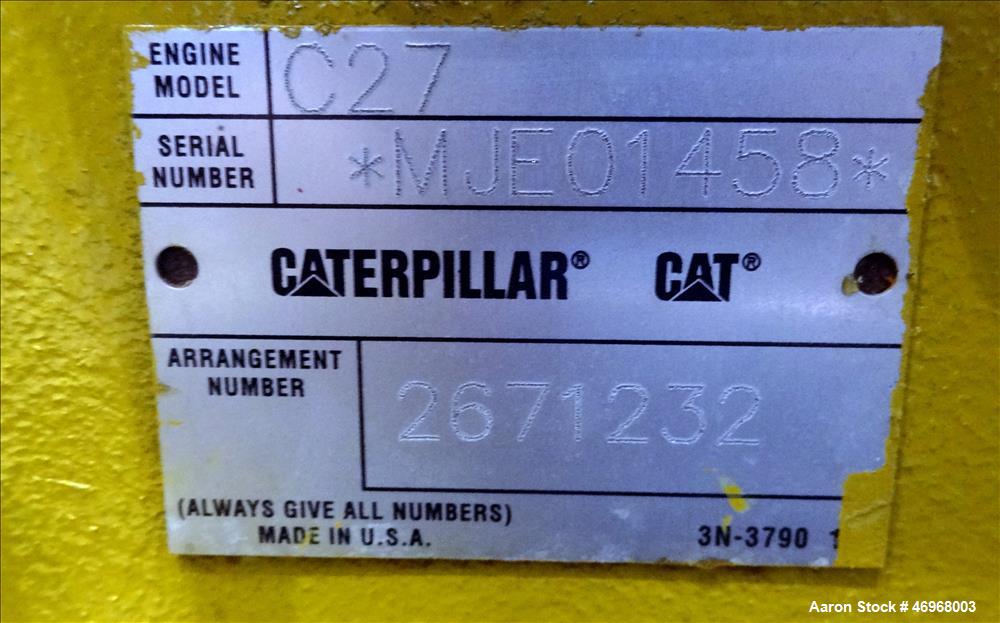 ENGINE
MODEL
C27
SERIAL
NUMBER
*MJE01458*
CATERPILLAR® CAT®
ARRANGEMENT
NUMBER
2671232
(ALWAYS GIVE ALL NUMBERS)
MADE IN U.S.A.
3N-3790 1
Aaron Stock # 46968003